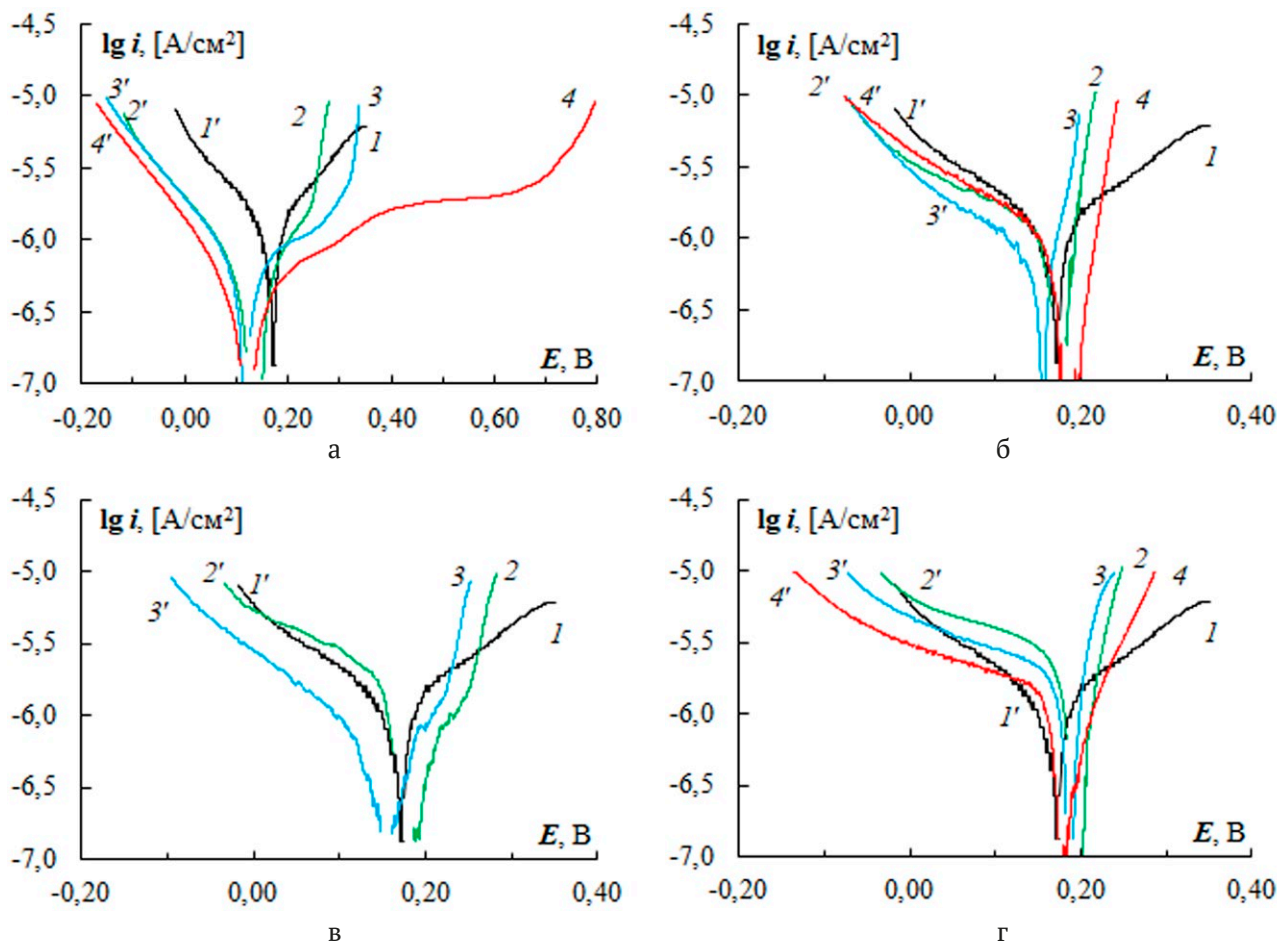 -4,5
lg i, [А/см²]
-5,0
3' 2' 1' 2 3 4
4' 1
-5,5
-6,0
-6,5
E, В
-7,0
-0,20 0,00 0,20 0,40 0,60 0,80
а
-4,5
lg i, [А/см²]
-5,0
2' 4' 1' 3 2 4
-5,5
1
3'
-6,0
-6,5
E, В
-7,0
-0,20 0,00 0,20 0,40
б
-4,5
lg i, [А/см²]
-5,0
2' 1' 3 2
3' 1
-5,5
-6,0
-6,5
E, В
-7,0
-0,20 0,00 0,20 0,40
в
-4,5
lg i, [А/см²]
-5,0
4' 3' 2' 3 2 4
1
-5,5
1'
-6,0
-6,5
E, В
-7,0
-0,20 0,00 0,20 0,40
г